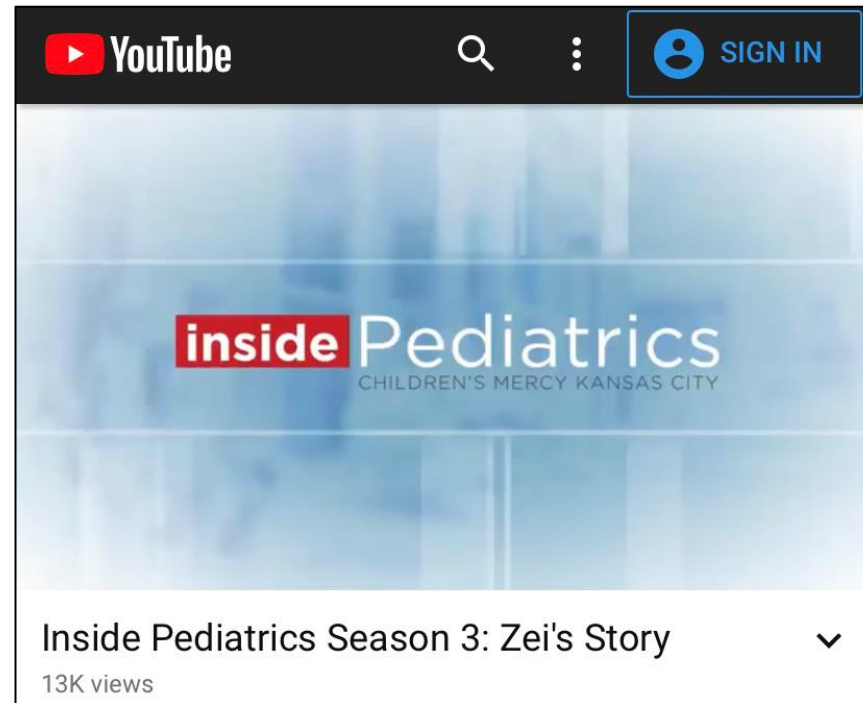 YouTube SIGN IN
inside Pediatrics
CHILDREN'S MERCY KANSAS CITY
Inside Pediatrics Season 3: Zei's Story
13K views